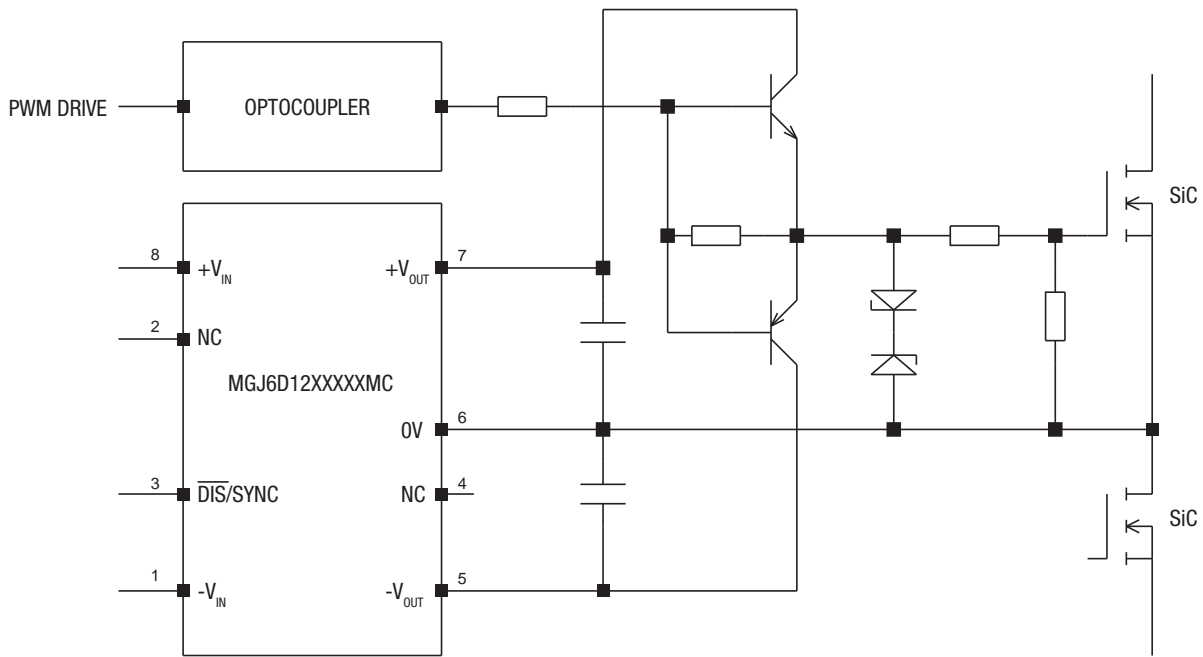 PWM DRIVE
OPTOCOUPLER
SiC
8
+VIN
+VOUT
7
2
NC
MGJ6D12XXXXXMC
0V
6
3
DIS/SYNC
NC
4
SiC
1
-VIN
-VOUT
5